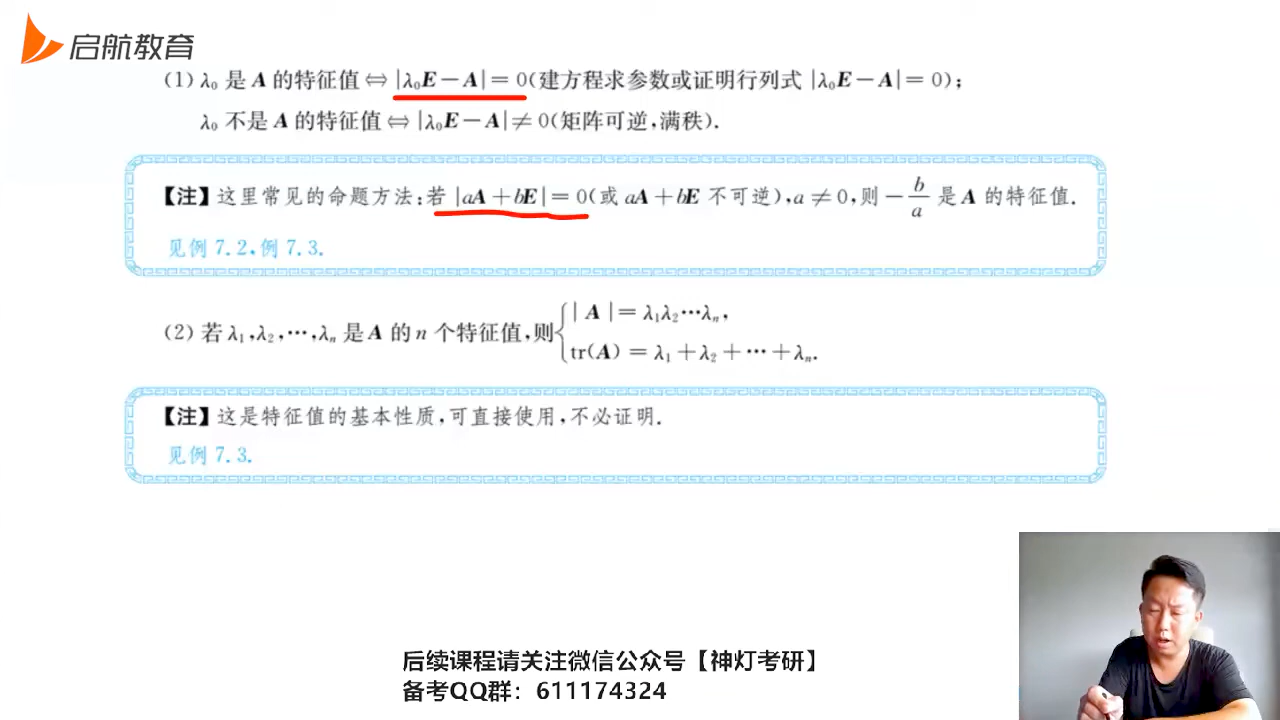 启航教育
(1) λ₀ 是 A 的特征值⇔|λ₀E－A|＝0(建方程求参数或证明行列式 |λ₀E－A|＝0);
λ₀ 不是 A 的特征值⇔|λ₀E－A|≠0(矩阵可逆,满秩).
【注】这里常见的命题方法:若 |aA＋bE|＝0(或 aA＋bE 不可逆),a≠0,则－b/a 是 A 的特征值.
见例 7.2,例 7.3.
(2) 若 λ₁,λ₂,⋯,λₙ 是 A 的 n 个特征值,则{|A|＝λ₁λ₂⋯λₙ,
tr(A)＝λ₁＋λ₂＋⋯＋λₙ.
【注】这是特征值的基本性质,可直接使用,不必证明.
见例 7.3.
后续课程请关注微信公众号【神灯考研】
备考QQ群：611174324